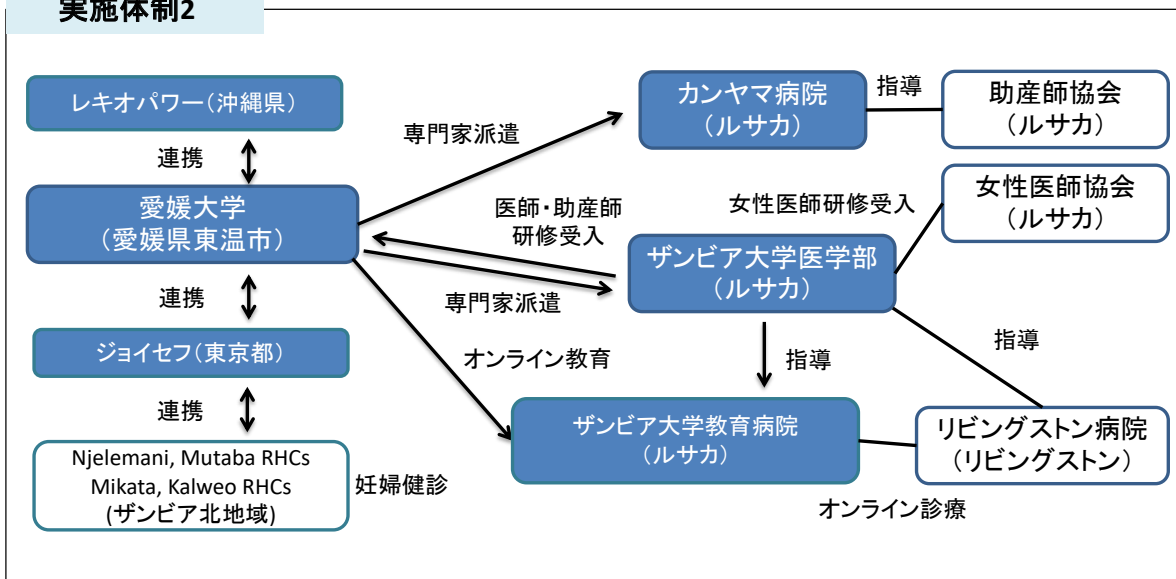 実施体制2
レキオパワー（沖縄県）
連携
愛媛大学
（愛媛県東温市）
連携
ジョイセフ（東京都）
連携
Njelemani, Mutaba RHCs
Mikata, Kalweo RHCs
(ザンビア北地域)
妊婦健診
専門家派遣
医師・助産師
研修受入
専門家派遣
オンライン教育
カンヤマ病院
（ルサカ）
指導
助産師協会
（ルサカ）
女性医師研修受入
女性医師協会
（ルサカ）
ザンビア大学医学部
（ルサカ）
指導
指導
ザンビア大学教育病院
（ルサカ）
リビングストン病院
（リビングストン）
オンライン診療